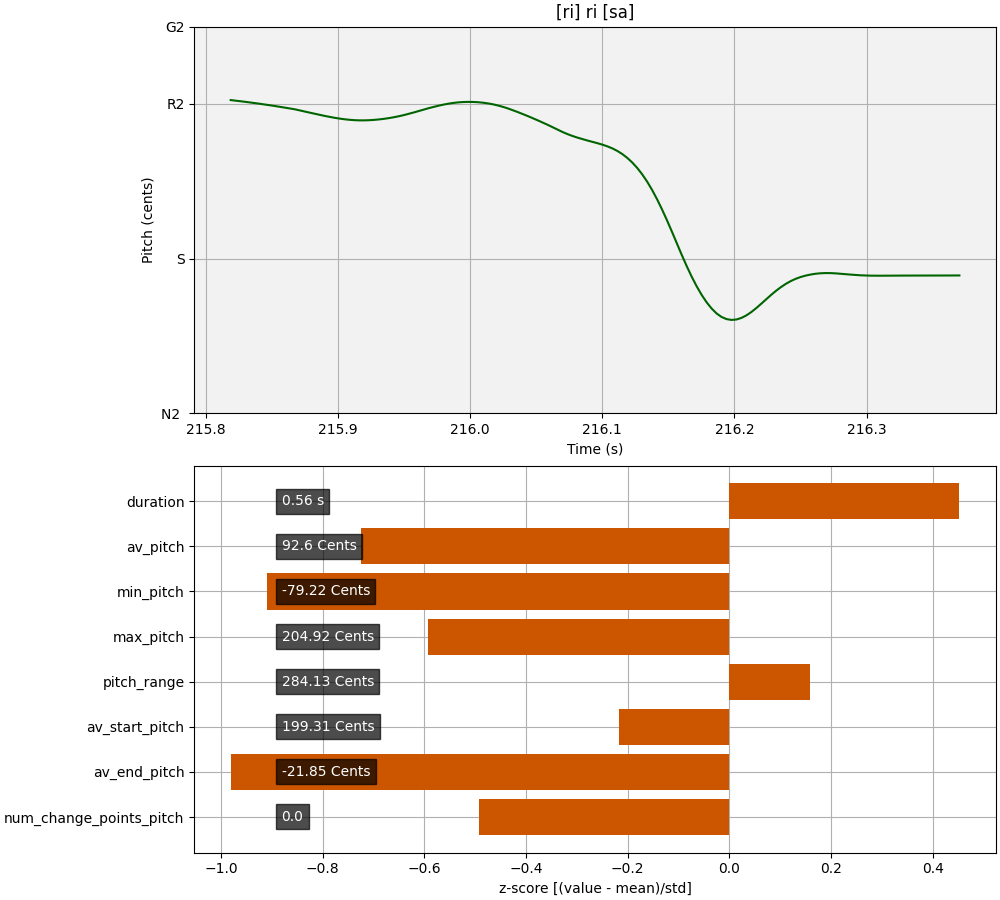 [ri] ri [sa]
G2
R2
S
N2
Pitch (cents)
215.8 215.9 216.0 216.1 216.2 216.3
Time (s)
duration 0.56 s
av_pitch 92.6 Cents
min_pitch -79.22 Cents
max_pitch 204.92 Cents
pitch_range 284.13 Cents
av_start_pitch 199.31 Cents
av_end_pitch -21.85 Cents
num_change_points_pitch 0.0
−1.0 −0.8 −0.6 −0.4 −0.2 0.0 0.2 0.4
z-score [(value - mean)/std]